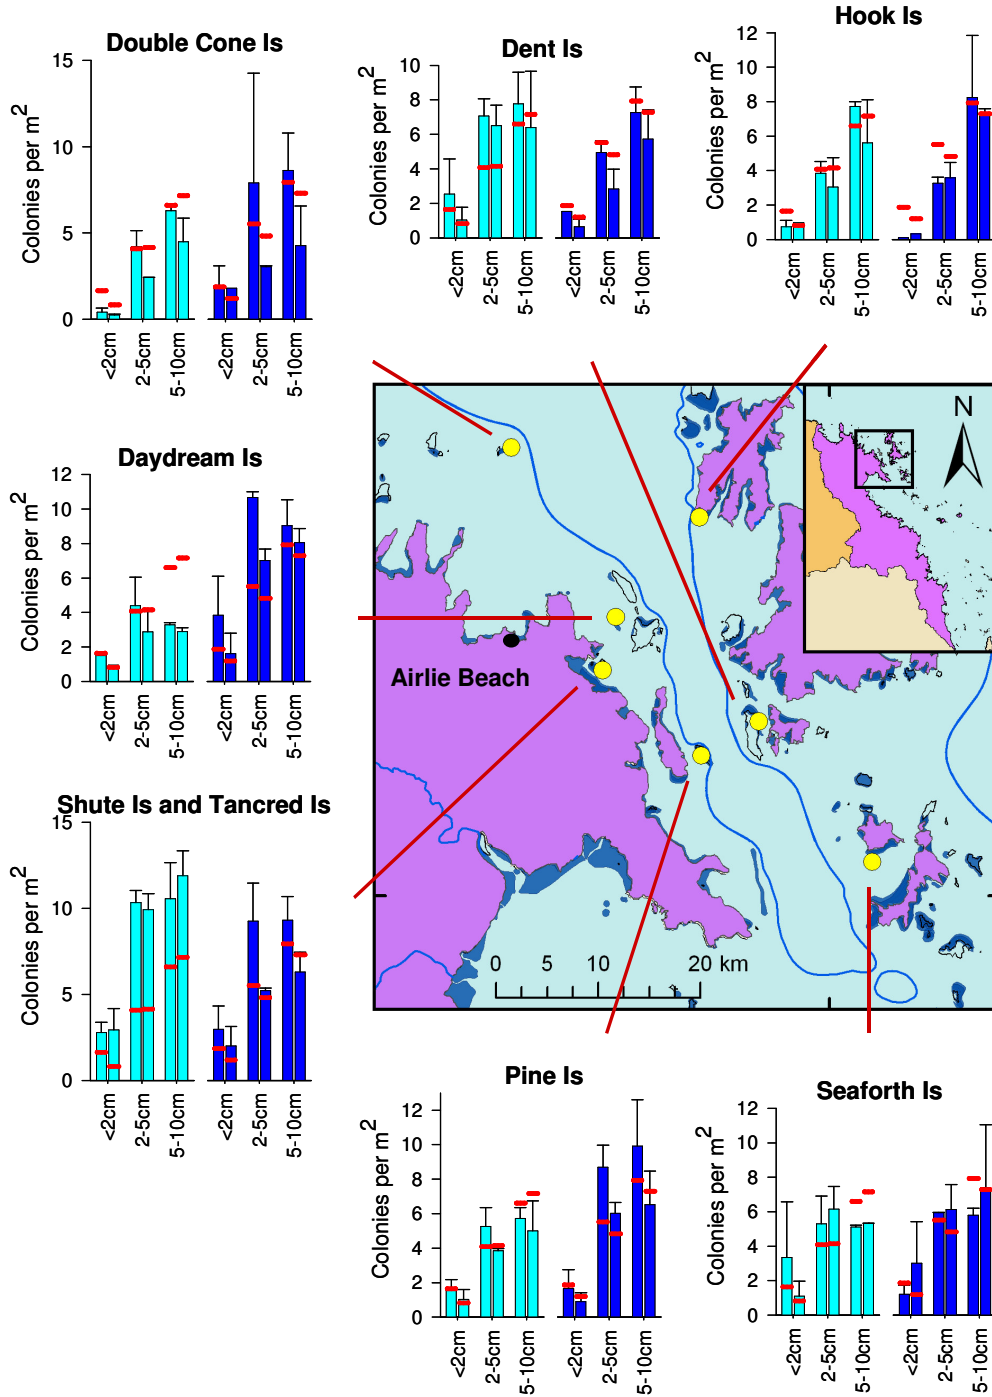 Double Cone Is
Colonies per m2
15
10
5
0
<2cm
2-5cm
5-10cm
<2cm
2-5cm
5-10cm
Dent Is
Colonies per m2
10
8
6
4
2
0
<2cm
2-5cm
5-10cm
<2cm
2-5cm
5-10cm
Hook Is
Colonies per m2
12
10
8
6
4
2
0
<2cm
2-5cm
5-10cm
<2cm
2-5cm
5-10cm
Daydream Is
Colonies per m2
12
10
8
6
4
2
0
<2cm
2-5cm
5-10cm
<2cm
2-5cm
5-10cm
N
Airlie Beach
0 5 10 20 km
Shute Is and Tancred Is
Colonies per m2
15
10
5
0
<2cm
2-5cm
5-10cm
<2cm
2-5cm
5-10cm
Pine Is
Colonies per m2
12
10
8
6
4
2
0
<2cm
2-5cm
5-10cm
<2cm
2-5cm
5-10cm
Seaforth Is
Colonies per m2
12
10
8
6
4
2
0
<2cm
2-5cm
5-10cm
<2cm
2-5cm
5-10cm